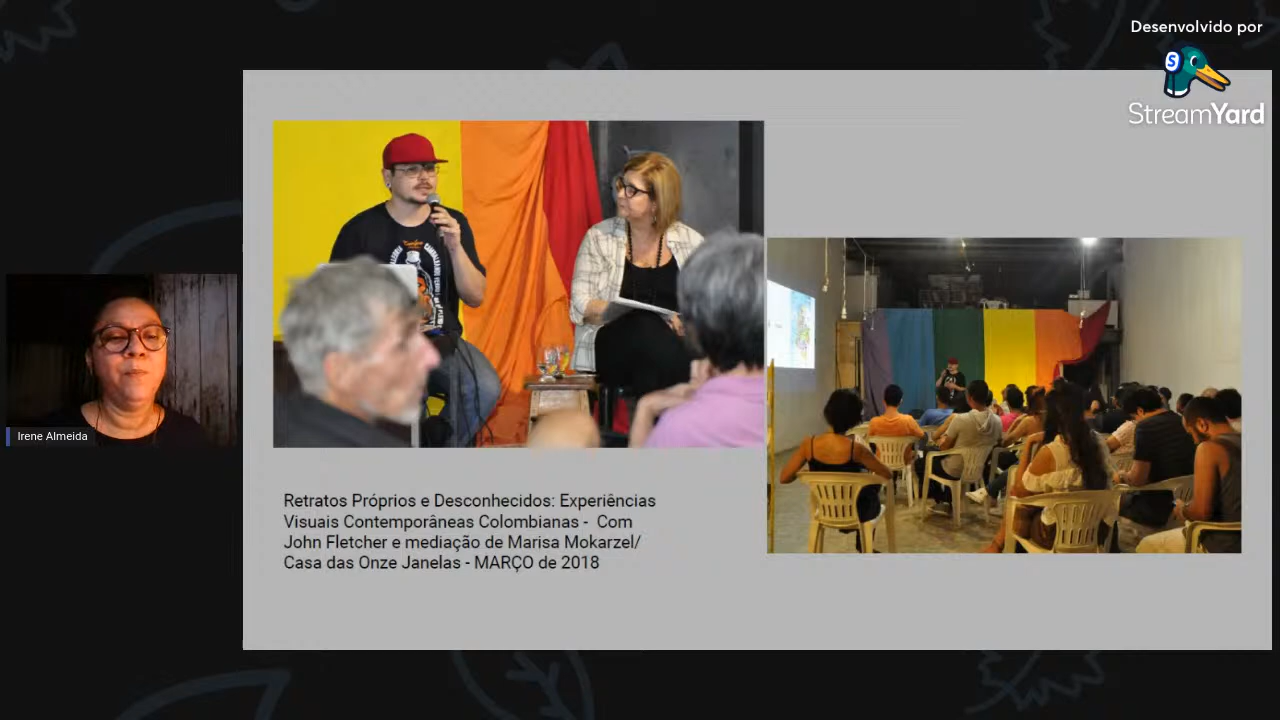 Desenvolvido por
StreamYard
Irene Almeida
Retratos Próprios e Desconhecidos: Experiências
Visuais Contemporâneas Colombianas - Com
John Fletcher e mediação de Marisa Mokarzel/
Casa das Onze Janelas - MARÇO de 2018